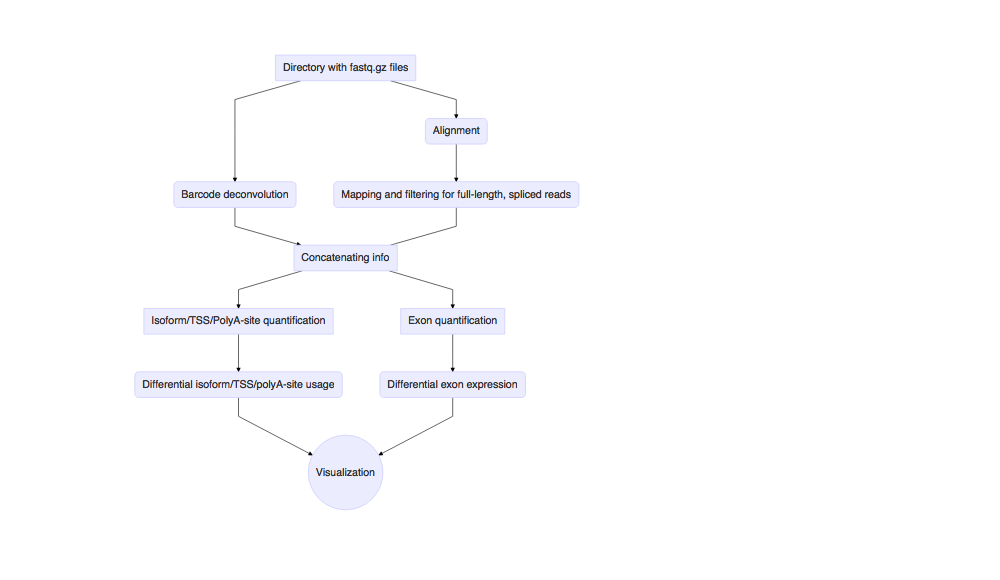 Directory with fastq.gz files
Alignment
Barcode deconvolution
Mapping and filtering for full-length, spliced reads
Concatenating info
Isoform/TSS/PolyA-site quantification
Exon quantification
Differential isoform/TSS/polyA-site usage
Differential exon expression
Visualization